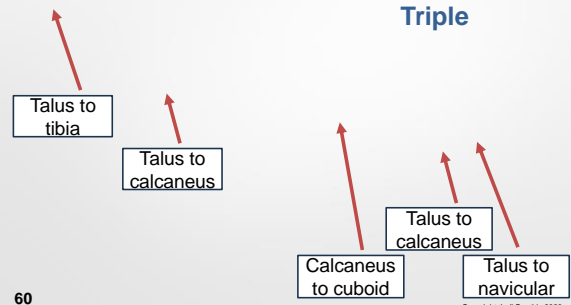 Triple
Talus to
tibia
Talus to
calcaneus
Talus to
calcaneus
Calcaneus
to cuboid
Talus to
navicular
60